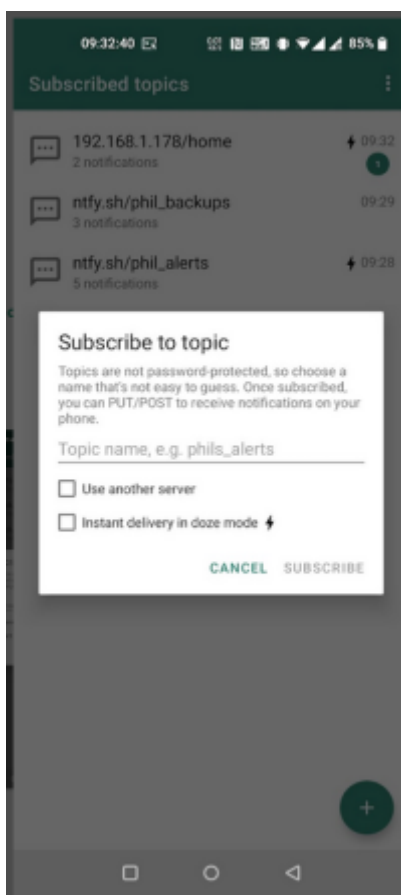 09:32:40 85%
Subscribed topics
192.168.1.178/home 09:32
2 notifications 1
ntfy.sh/phil_backups 09:29
3 notifications
ntfy.sh/phil_alerts 09:28
5 notifications
Subscribe to topic
Topics are not password-protected, so choose a
name that's not easy to guess. Once subscribed,
you can PUT/POST to receive notifications on your
phone.
Topic name, e.g. phils_alerts
Use another server
Instant delivery in doze mode
CANCEL SUBSCRIBE